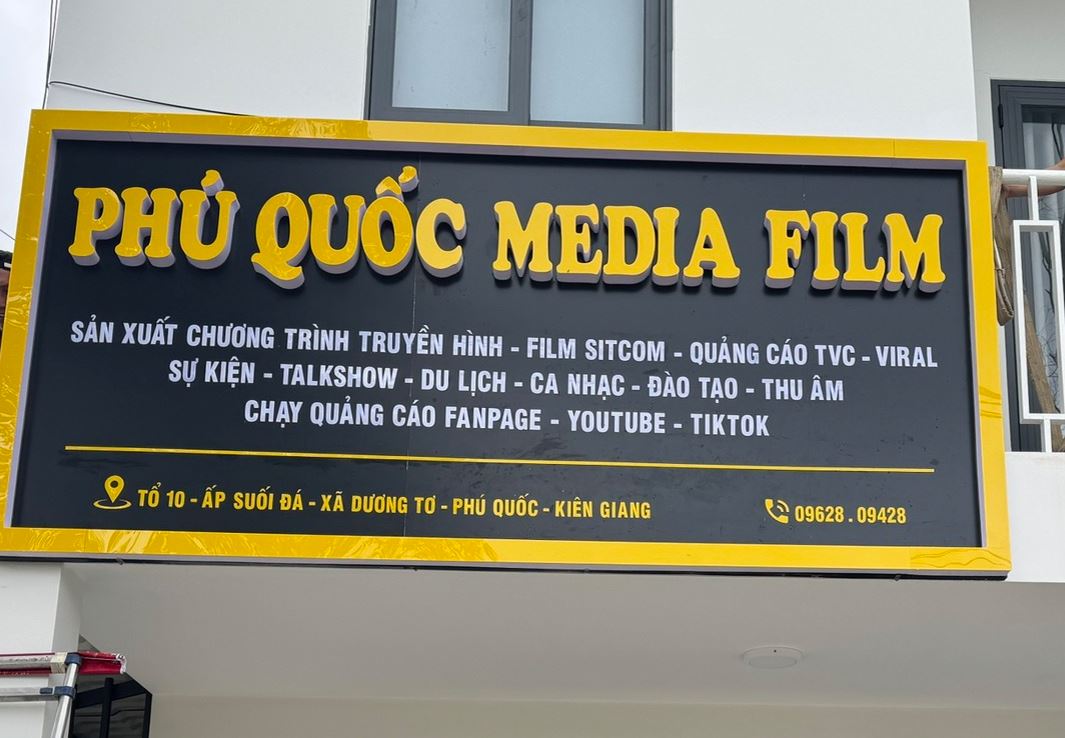 PHÚ QUỐC MEDIA FILM
SẢN XUẤT CHƯƠNG TRÌNH TRUYỀN HÌNH - FILM SITCOM - QUẢNG CÁO TVC - VIRAL
SỰ KIỆN - TALKSHOW - DU LỊCH - CA NHẠC - ĐÀO TẠO - THU ÂM
CHẠY QUẢNG CÁO FANPAGE - YOUTUBE - TIKTOK
TỔ 10 - ẤP SUỐI ĐÁ - XÃ DƯƠNG TƠ - PHÚ QUỐC - KIÊN GIANG
09628 . 09428